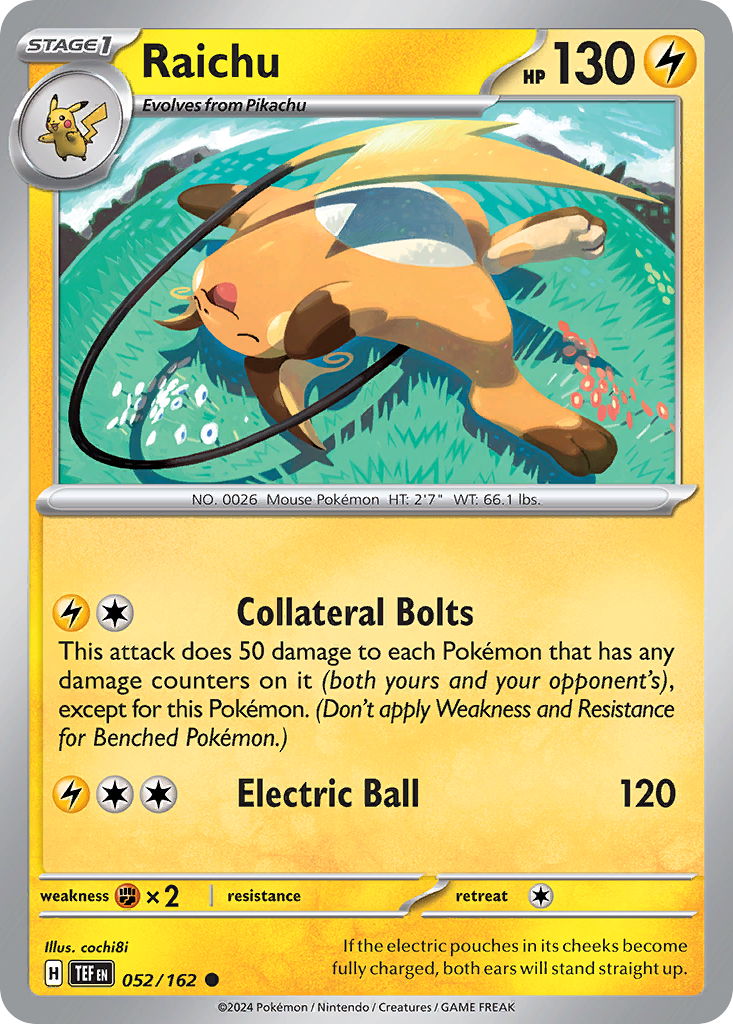 STAGE1
Raichu
HP 130
Evolves from Pikachu
NO. 0026 Mouse Pokémon HT: 2'7" WT: 66.1 lbs.
Collateral Bolts
This attack does 50 damage to each Pokémon that has any
damage counters on it (both yours and your opponent's),
except for this Pokémon. (Don't apply Weakness and Resistance
for Benched Pokémon.)
Electric Ball 120
weakness ×2 resistance retreat
Illus. cochi8i
If the electric pouches in its cheeks become
fully charged, both ears will stand straight up.
H TEF EN 052/162
©2024 Pokémon / Nintendo / Creatures / GAME FREAK